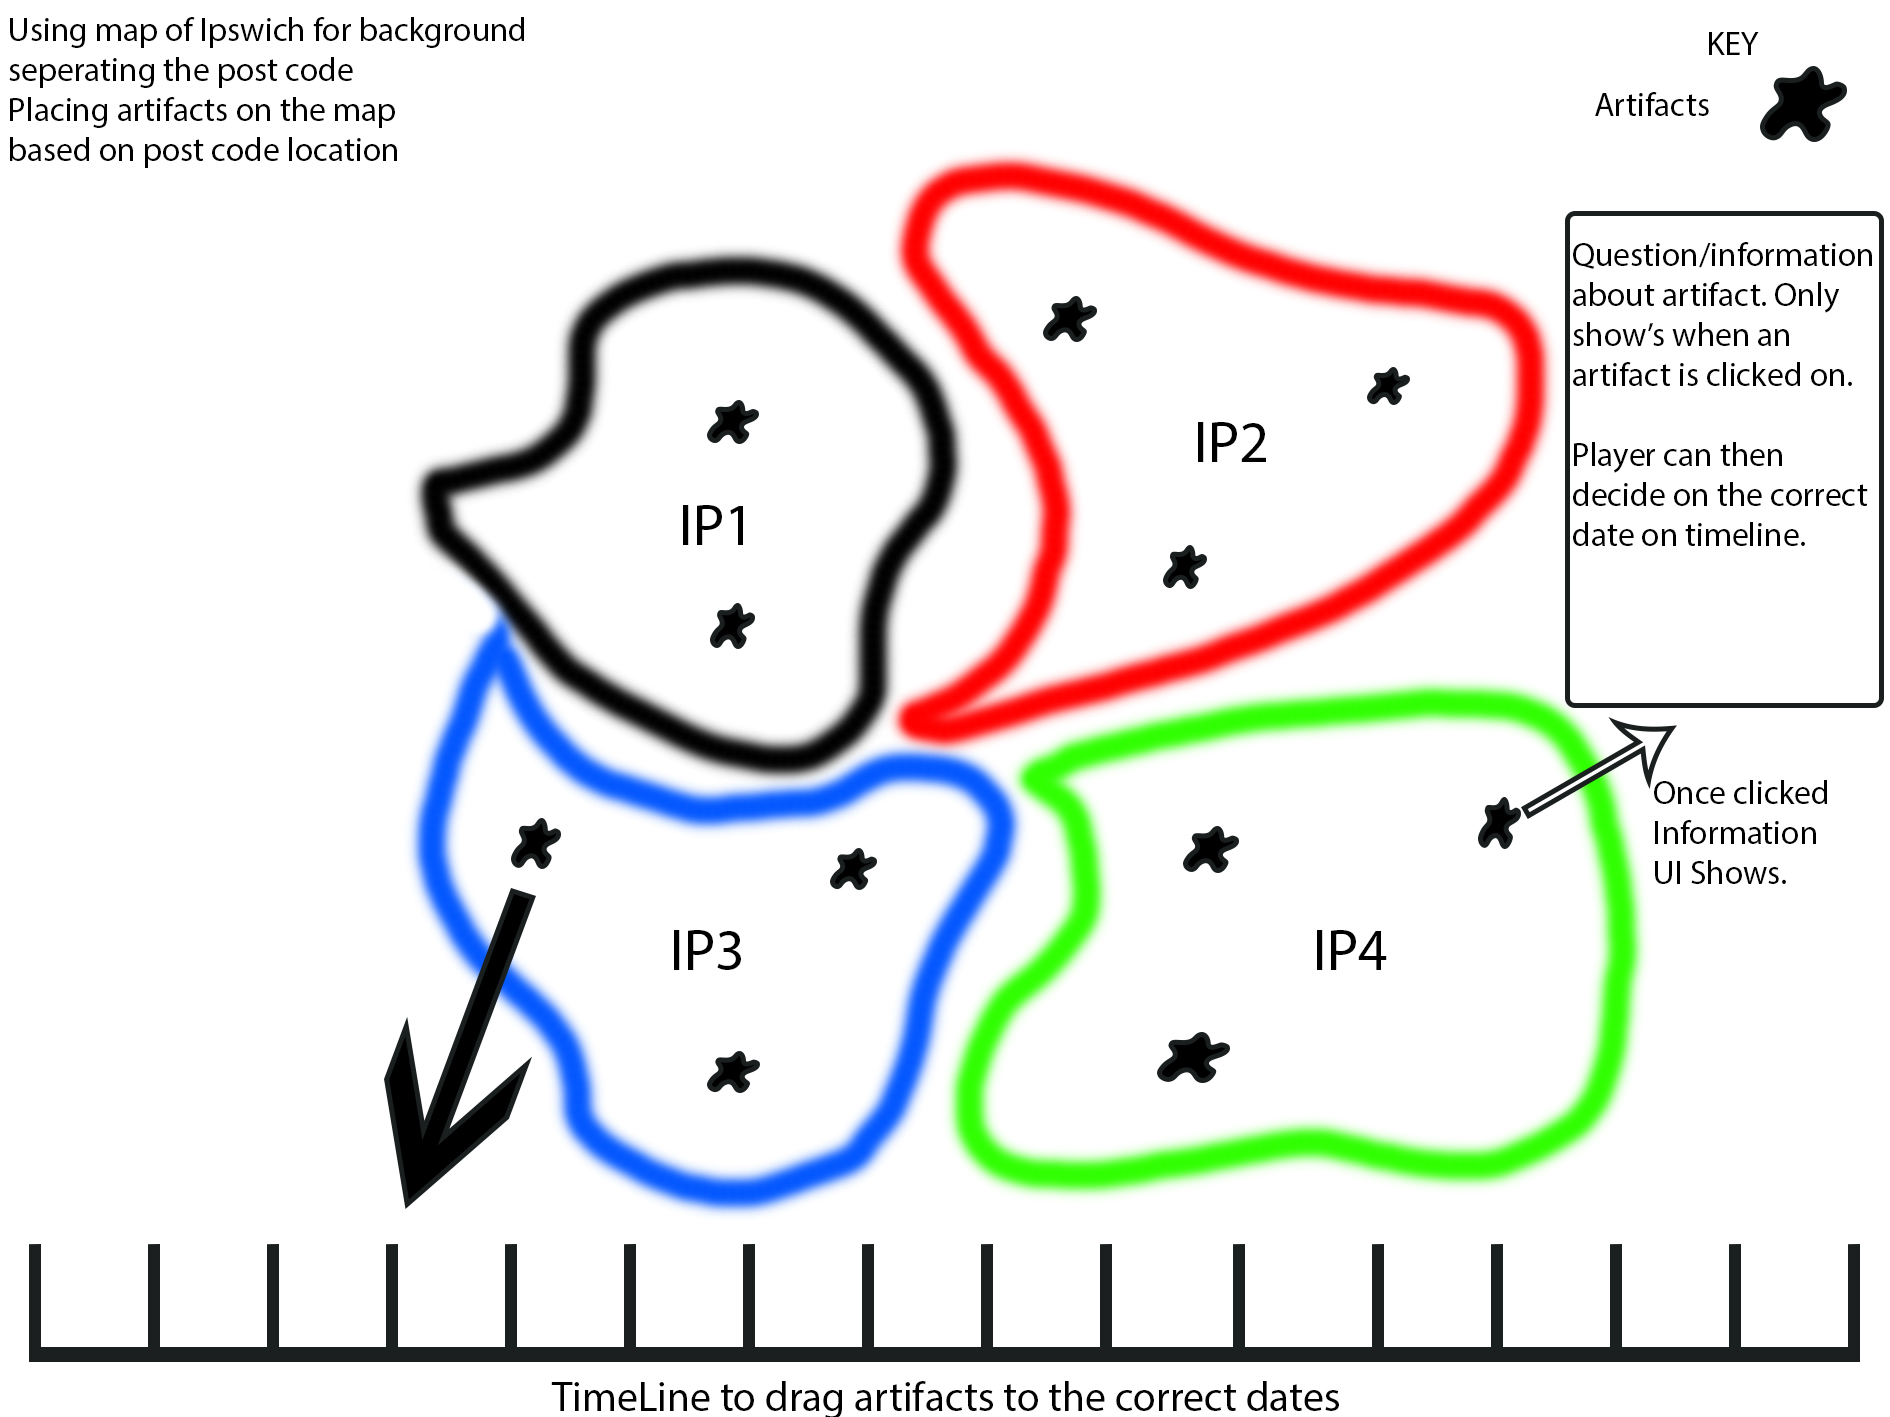 Using map of Ipswich for background
seperating the post code
Placing artifacts on the map
based on post code location
KEY
Artifacts
Question/information
about artifact. Only
show’s when an
artifact is clicked on.
Player can then
decide on the correct
date on timeline.
IP1
IP2
IP3
IP4
Once clicked
Information
UI Shows.
TimeLine to drag artifacts to the correct dates